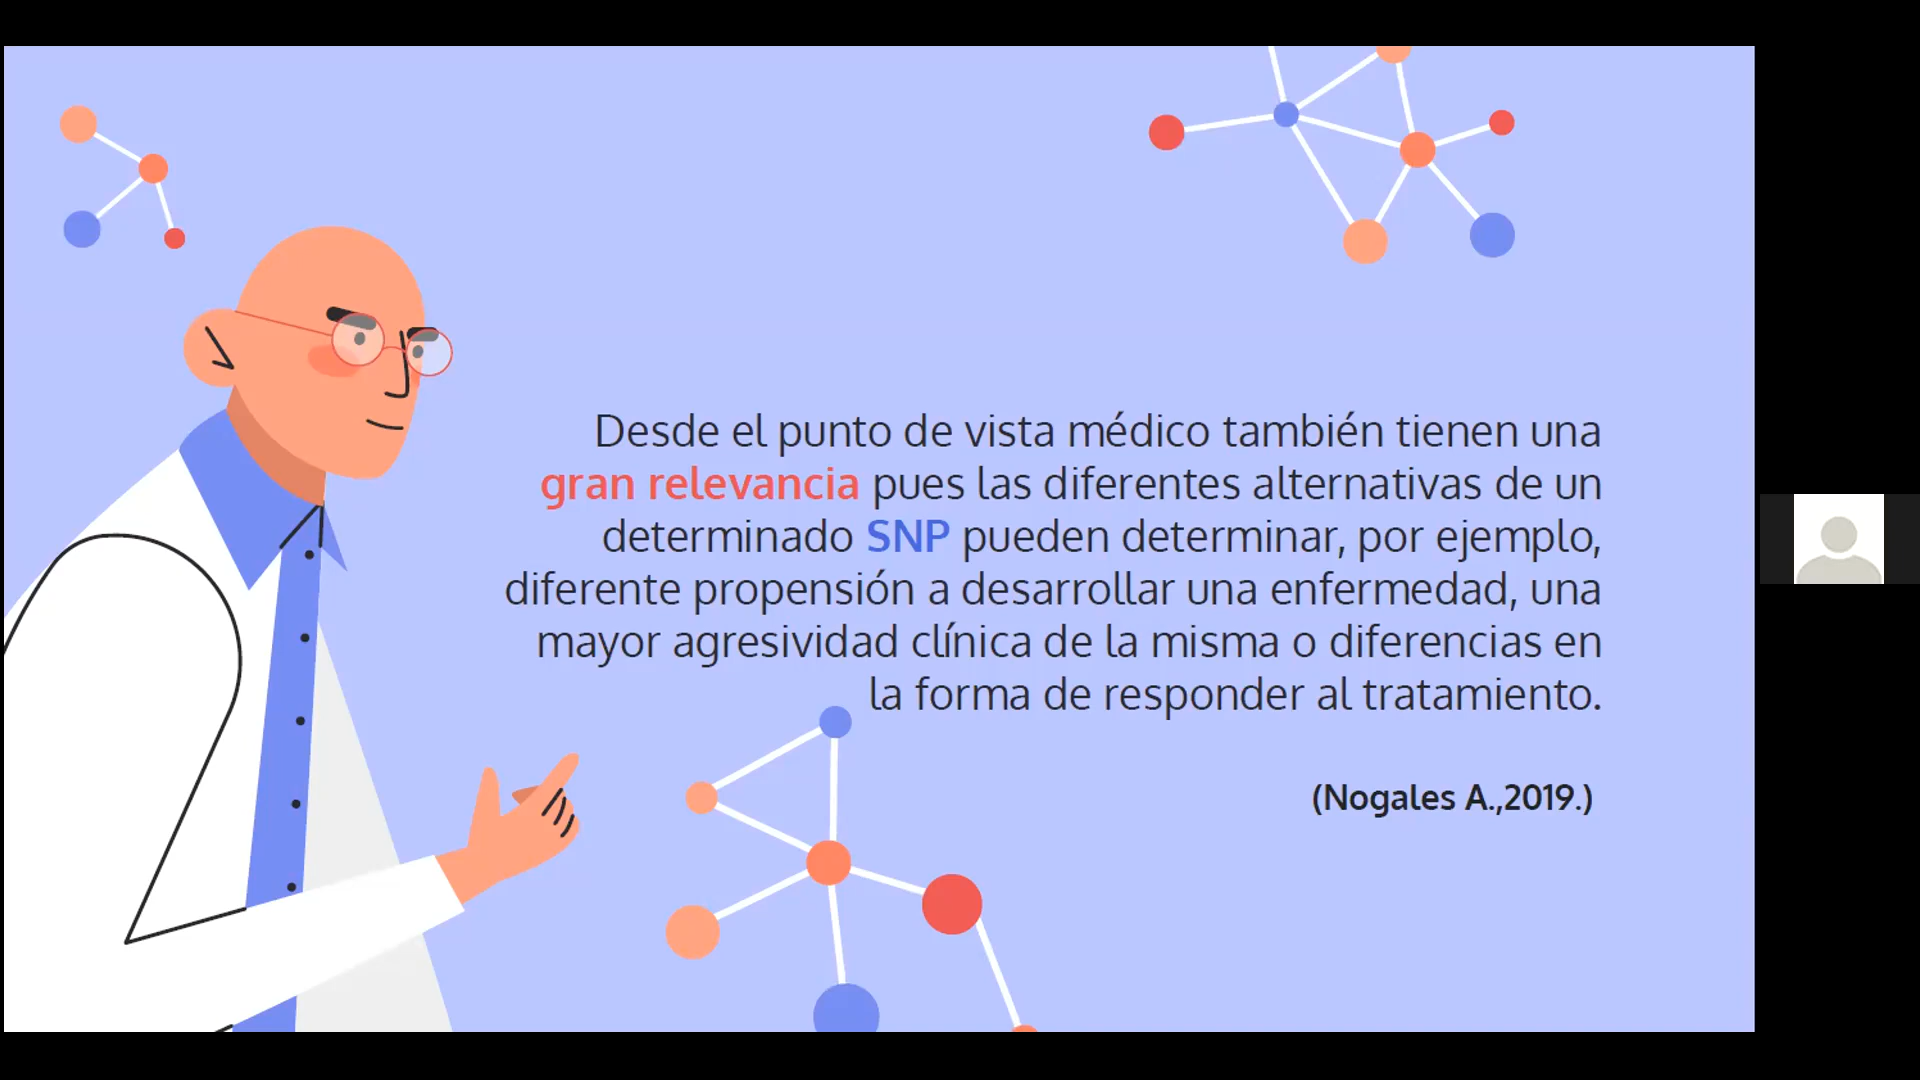 Desde el punto de vista médico también tienen una
gran relevancia pues las diferentes alternativas de un
determinado SNP pueden determinar, por ejemplo,
diferente propensión a desarrollar una enfermedad, una
mayor agresividad clínica de la misma o diferencias en
la forma de responder al tratamiento.
(Nogales A.,2019.)